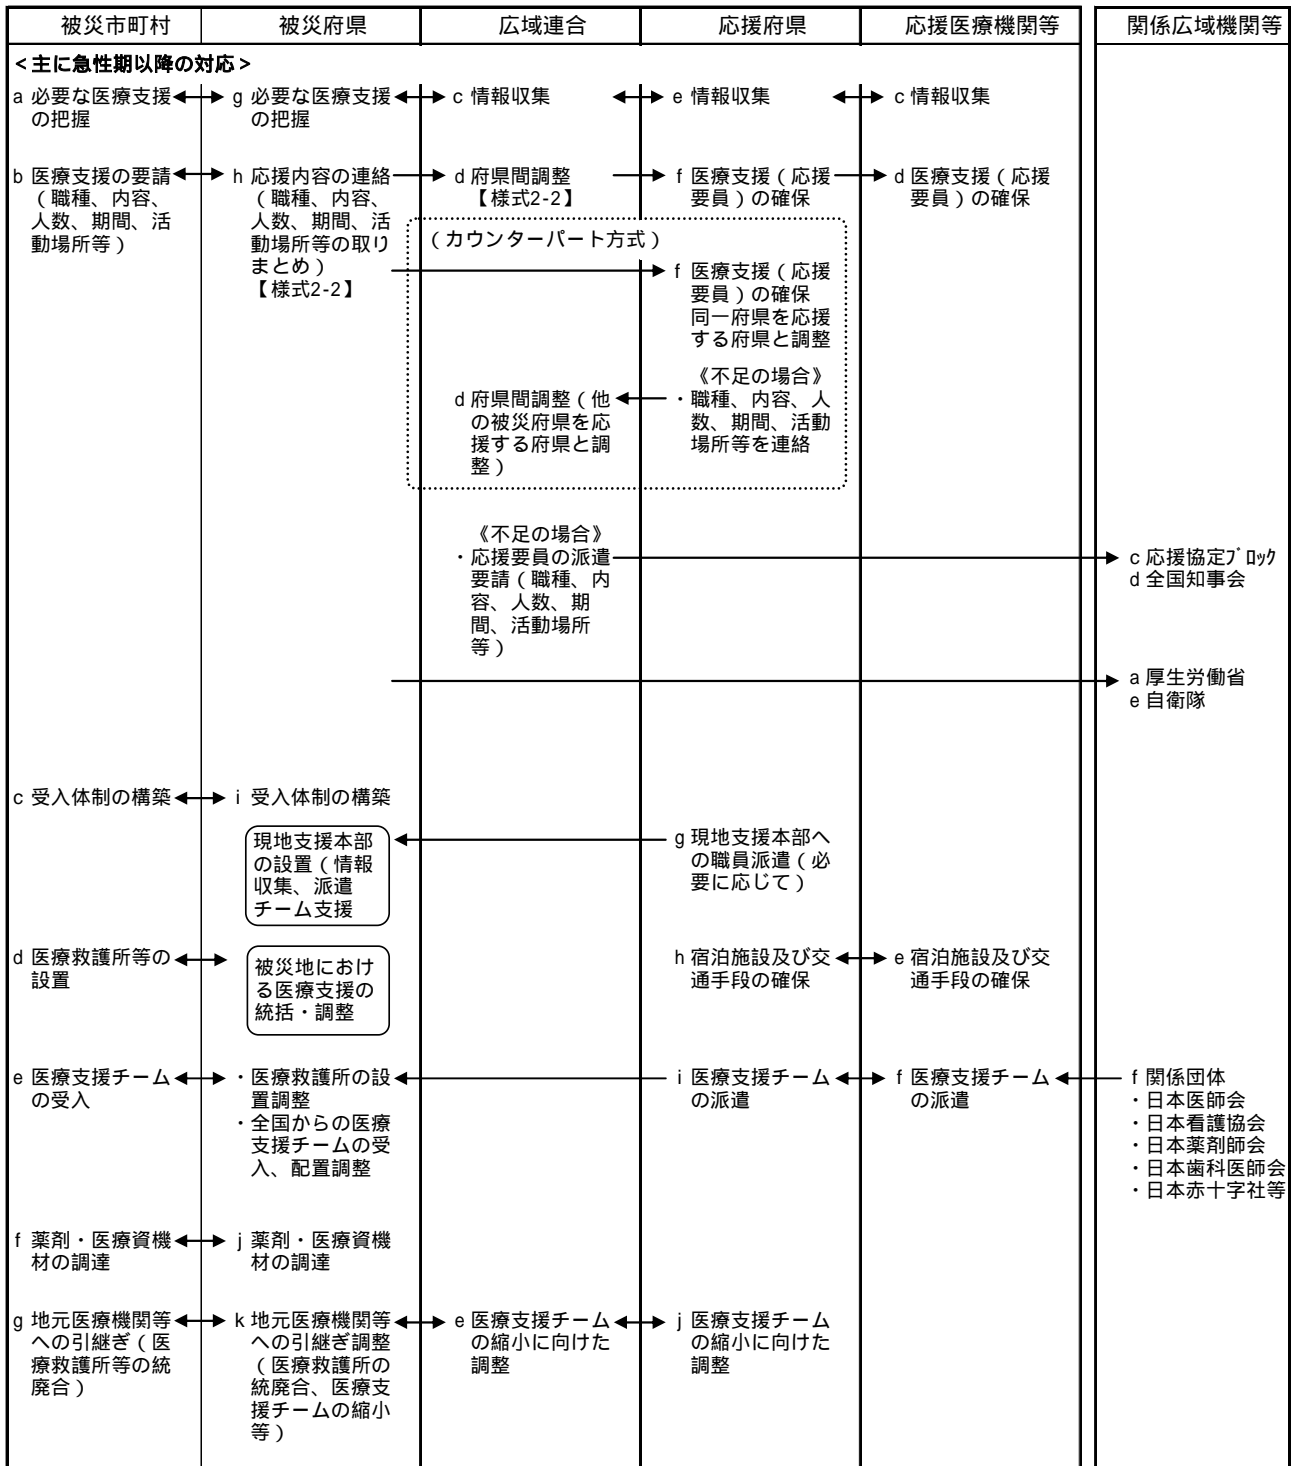 被災市町村
被災府県
広域連合
応援府県
応援医療機関等
関係広域機関等
＜主に急性期以降の対応＞
a 必要な医療支援
の把握
g 必要な医療支援
の把握
c 情報収集
e 情報収集
c 情報収集
b 医療支援の要請
（職種、内容、
人数、期間、活
動場所等）
h 応援内容の連絡
（職種、内容、
人数、期間、活
動場所等の取り
まとめ）
【様式2-2】
d 府県間調整
【様式2-2】
f 医療支援（応援
要員）の確保
d 医療支援（応援
要員）の確保
（カウンターパート方式）
f 医療支援（応援
要員）の確保
同一府県を応援
する府県と調整
《不足の場合》
・職種、内容、人
数、期間、活動
場所等を連絡
d 府県間調整（他
の被災府県を応
援する府県と調
整）
《不足の場合》
・応援要員の派遣
要請（職種、内
容、人数、期
間、活動場所
等）
c 応援協定ﾌﾞﾛｯｸ
d 全国知事会
a 厚生労働省
e 自衛隊
c 受入体制の構築
i 受入体制の構築
現地支援本部
の設置（情報
収集、派遣
チーム支援
g 現地支援本部へ
の職員派遣（必
要に応じて）
d 医療救護所等の
設置
被災地におけ
る医療支援の
統括・調整
h 宿泊施設及び交
通手段の確保
e 宿泊施設及び交
通手段の確保
e 医療支援チーム
の受入
・医療救護所の設
置調整
・全国からの医療
支援チームの受
入、配置調整
i 医療支援チーム
の派遣
f 医療支援チーム
の派遣
f 関係団体
・日本医師会
・日本看護協会
・日本薬剤師会
・日本歯科医師会
・日本赤十字社等
f 薬剤・医療資機
材の調達
j 薬剤・医療資機
材の調達
g 地元医療機関等
への引継ぎ（医
療救護所等の統
廃合）
k 地元医療機関等
への引継ぎ調整
（医療救護所の
統廃合、医療支
援チームの縮小
等）
e 医療支援チーム
の縮小に向けた
調整
j 医療支援チーム
の縮小に向けた
調整